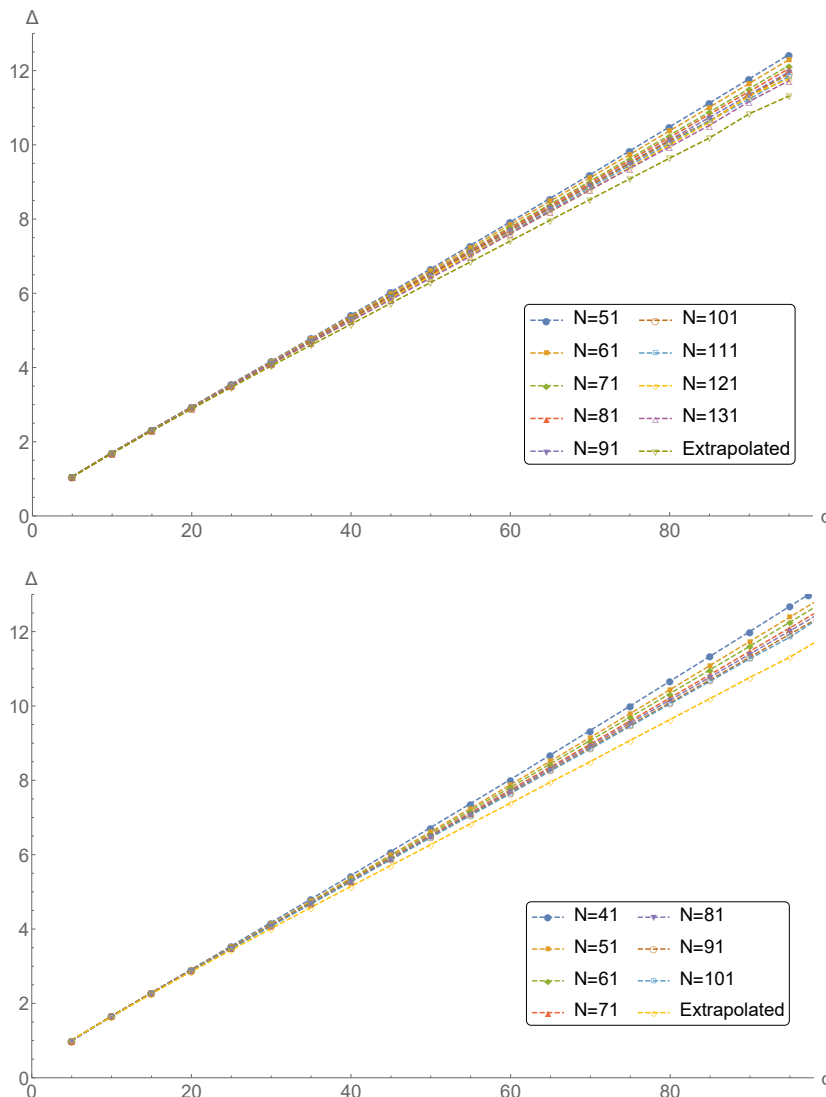 Δ
12
10
8
6
4
2
0
0 20 40 60 80
N=51 N=101
N=61 N=111
N=71 N=121
N=81 N=131
N=91 Extrapolated
Δ
12
10
8
6
4
2
0
0 20 40 60 80
N=41 N=81
N=51 N=91
N=61 N=101
N=71 Extrapolated